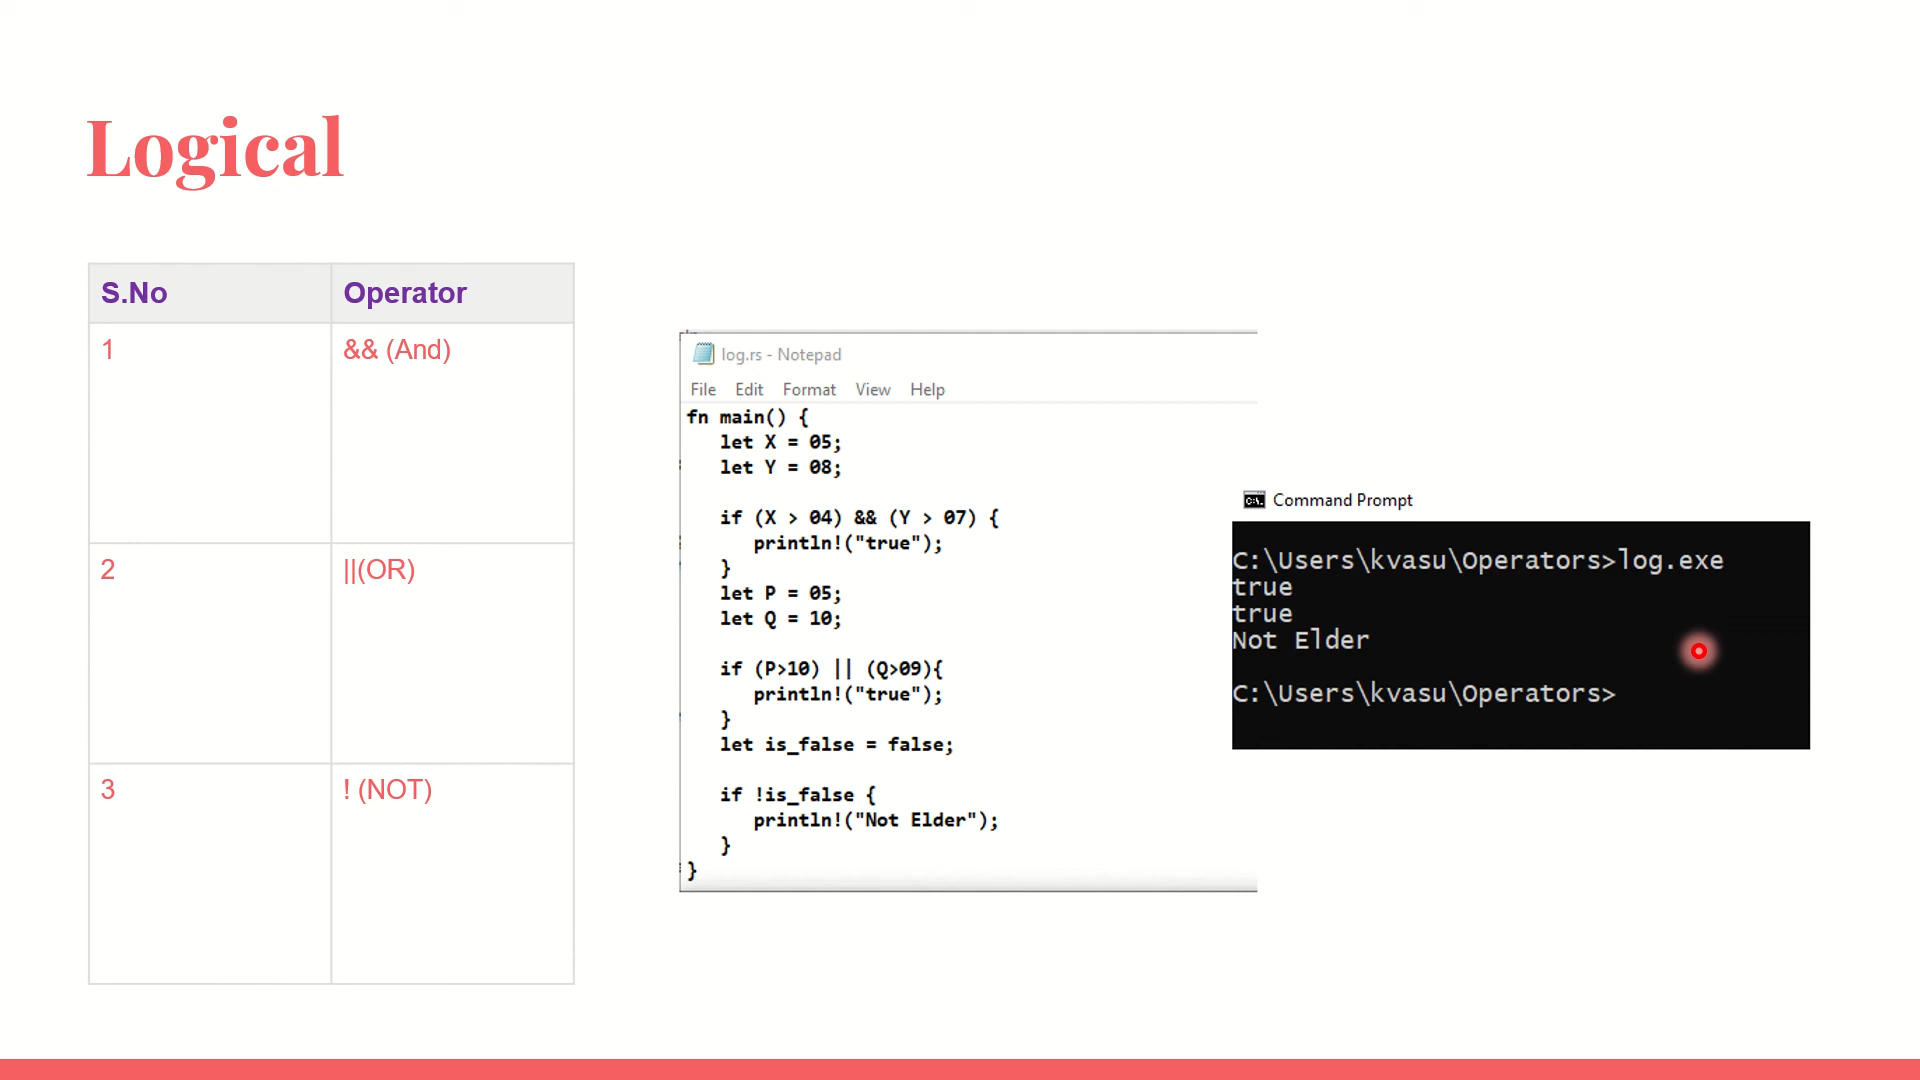 Logical
S.No Operator
1 && (And)
2 ||(OR)
3 ! (NOT)
log.rs - Notepad
File Edit Format View Help
fn main() {
let X = 05;
let Y = 08;
if (X > 04) && (Y > 07) {
println!("true");
}
let P = 05;
let Q = 10;
if (P>10) || (Q>09){
println!("true");
}
let is_false = false;
if !is_false {
println!("Not Elder");
}
}
Command Prompt
C:\Users\kvasu\Operators>log.exe
true
true
Not Elder
C:\Users\kvasu\Operators>